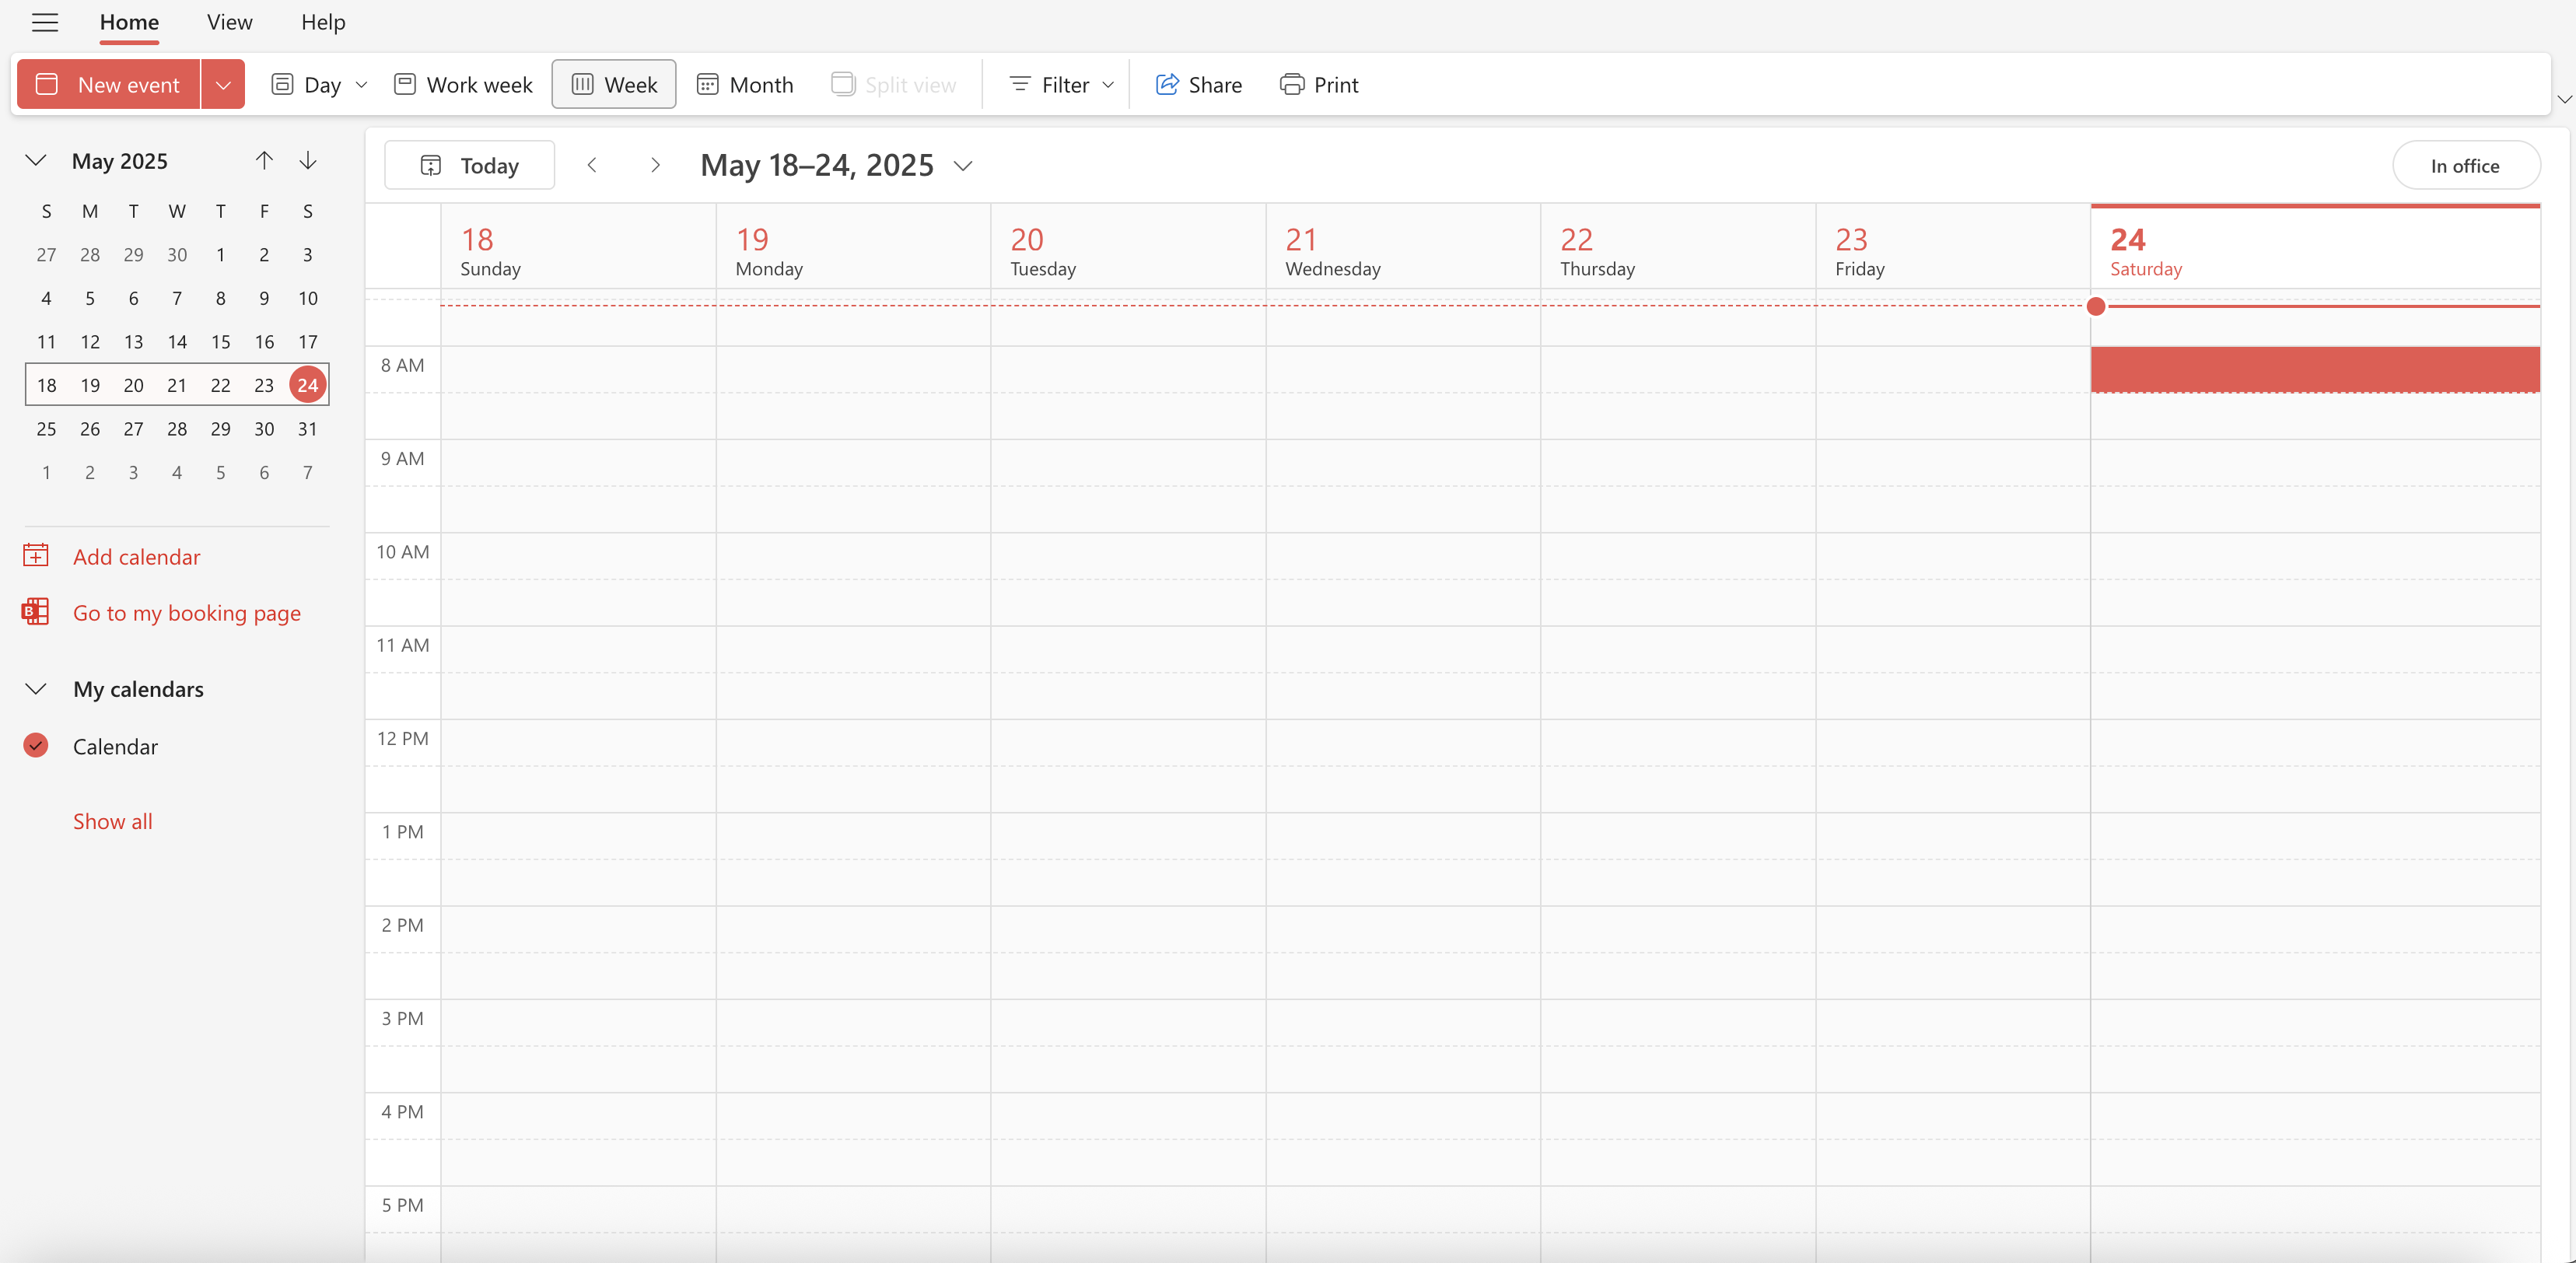 Home View Help
New event Day Work week Week Month Split view Filter Share Print
May 2025
S M T W T F S
27 28 29 30 1 2 3
4 5 6 7 8 9 10
11 12 13 14 15 16 17
18 19 20 21 22 23 24
25 26 27 28 29 30 31
1 2 3 4 5 6 7
Add calendar
B
Go to my booking page
My calendars
Calendar
Show all
Today May 18–24, 2025 In office
18 19 20 21 22 23 24
Sunday Monday Tuesday Wednesday Thursday Friday Saturday
8 AM
9 AM
10 AM
11 AM
12 PM
1 PM
2 PM
3 PM
4 PM
5 PM